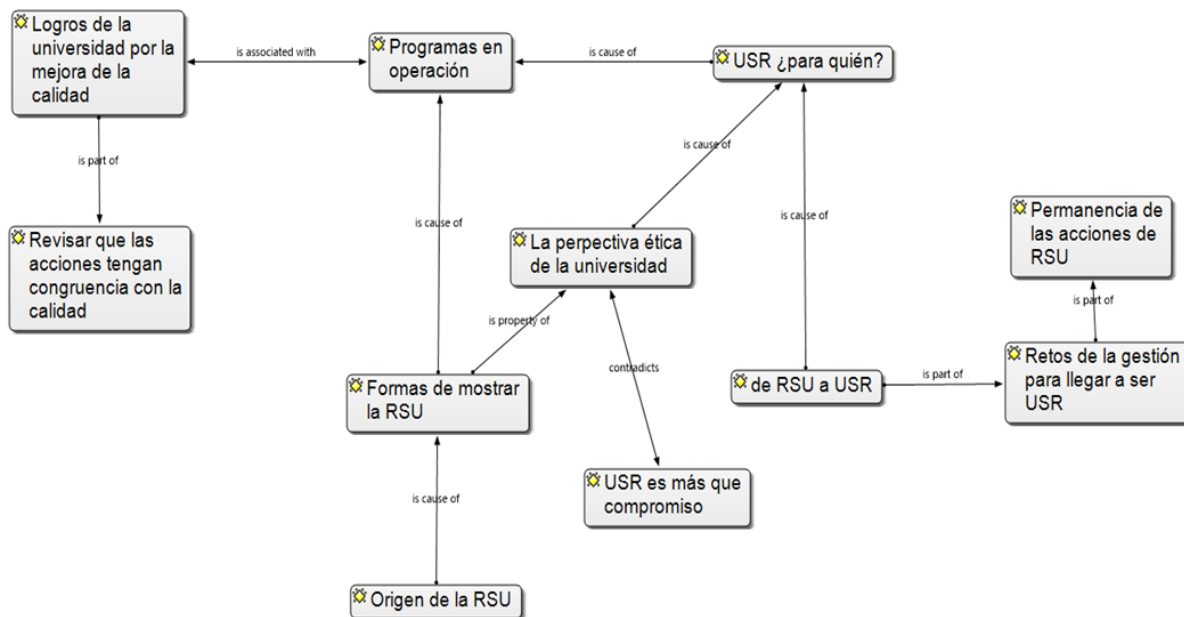 Logros de la
universidad por la
mejora de la
calidad
is associated with
Programas en
operación
is cause of
USR ¿para quién?
is part of
is cause of
is cause of
is cause of
Revisar que las
acciones tengan
congruencia con la
calidad
La perpectiva ética
de la universidad
Permanencia de
las acciones de
RSU
is property of
is part of
contradicts
Formas de mostrar
la RSU
de RSU a USR
is part of
Retos de la gestión
para llegar a ser
USR
is cause of
USR es más que
compromiso
Origen de la RSU